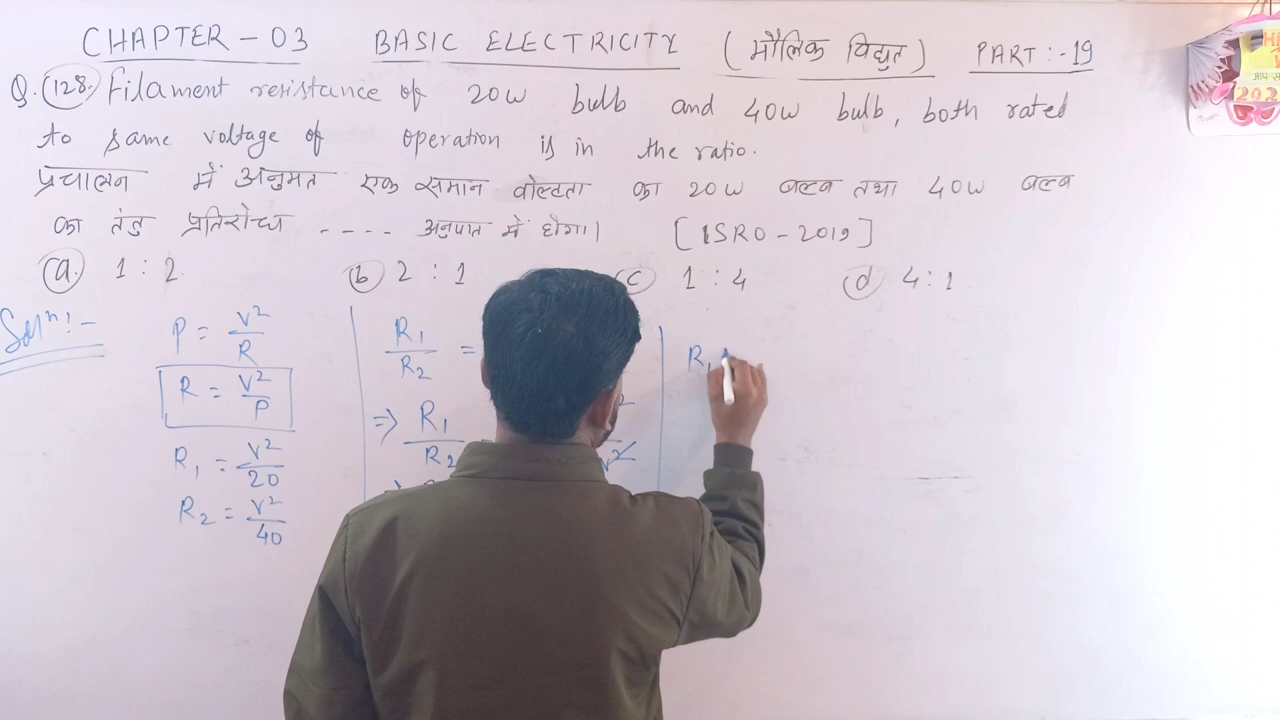 CHAPTER - 03 BASIC ELECTRICITY (मौलिक विद्युत) PART :- 19
Q. 128. Filament resistance of 20W bulb and 40W bulb, both rated
to same voltage of operation is in the ratio.
प्रचालन में अनुमत एक समान वोल्टता का 20W बल्ब तथा 40W बल्ब
का तंतु प्रतिरोध ---- अनुपात में होगा। [ISRO - 2019]
a. 1 : 2 b 2 : 1 c 1 : 4 d 4 : 1
Solⁿ:-
P = V²/R
R = V²/P
R₁ = V²/20
R₂ = V²/40
R₁/R₂ =
=> R₁/R₂
V²
R₁
202